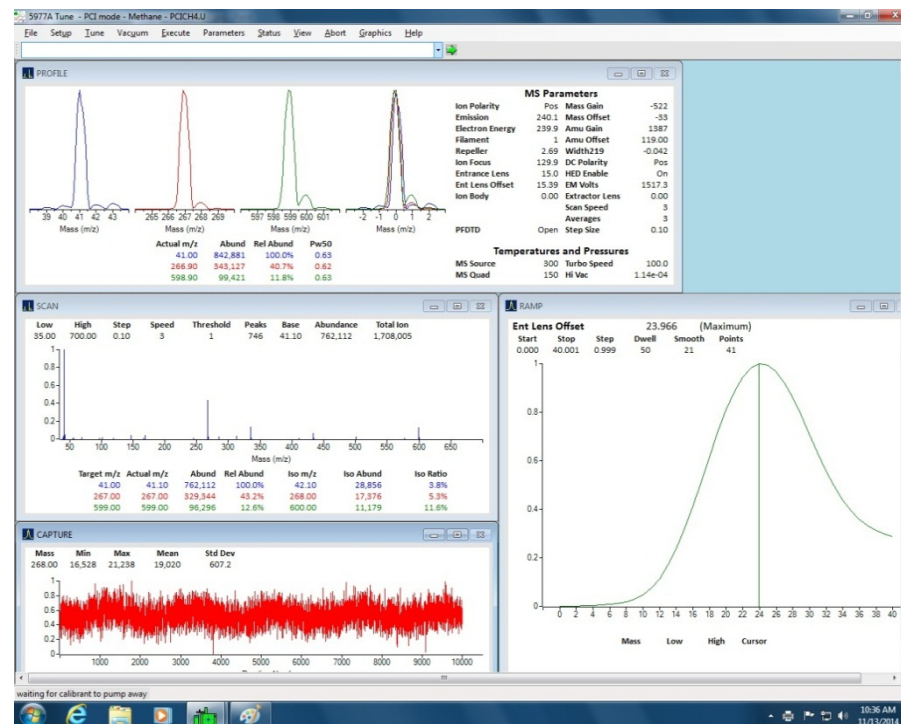 5977A Tune - PCI mode - Methane - PCICH4.U
File Setup Tune Vacuum Execute Parameters Status View Abort Graphics Help
PROFILE
MS Parameters
Ion Polarity Pos Mass Gain -522
Emission 240.1 Mass Offset -33
Electron Energy 239.9 Amu Gain 1387
Filament 1 Amu Offset 119.00
Repeller 2.69 Width219 -0.042
Ion Focus 129.9 DC Polarity Pos
Entrance Lens 15.0 HED Enable On
Ent Lens Offset 15.39 EM Volts 1517.3
Ion Body 0.00 Extractor Lens 0.00
Scan Speed 3
Averages 3
PFDTD Open Step Size 0.10
39 40 41 42 43 265 266 267 268 269 597 598 599 600 601 -2 -1 0 1 2
Mass (m/z) Mass (m/z) Mass (m/z) Mass (m/z)
Actual m/z Abund Rel Abund Pw50
41.00 842,881 100.0% 0.63
266.90 343,127 40.7% 0.62
598.90 99,421 11.8% 0.63
Temperatures and Pressures
MS Source 300 Turbo Speed 100.0
MS Quad 150 Hi Vac 1.14e-04
SCAN
Low High Step Speed Threshold Peaks Base Abundance Total Ion
35.00 700.00 0.10 3 1 746 41.10 762,112 1,708,005
1
0.8
0.6
0.4
0.2
0
50 100 150 200 250 300 350 400 450 500 550 600 650
Mass (m/z)
Target m/z Actual m/z Abund Rel Abund Iso m/z Iso Abund Iso Ratio
41.00 41.10 762,112 100.0% 42.10 28,856 3.8%
267.00 267.00 329,344 43.2% 268.00 17,376 5.3%
599.00 599.00 96,296 12.6% 600.00 11,179 11.6%
RAMP
Ent Lens Offset 23.966 (Maximum)
Start Stop Step Dwell Smooth Points
0.000 40.001 0.999 50 21 41
1
0.8
0.6
0.4
0.2
0
0 2 4 6 8 10 12 14 16 18 20 22 24 26 28 30 32 34 36 38 40
Mass Low High Cursor
CAPTURE
Mass Min Max Mean Std Dev
268.00 16,528 21,238 19,020 607.2
1
0.8
0.6
0.4
0.2
0
1000 2000 3000 4000 5000 6000 7000 8000 9000 10000
waiting for calibrant to pump away
10:36 AM
11/13/2014